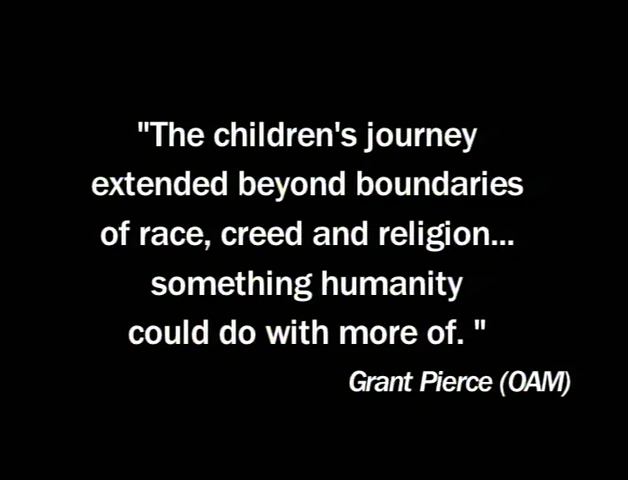 "The children's journey
extended beyond boundaries
of race, creed and religion...
something humanity
could do with more of. "
Grant Pierce (OAM)